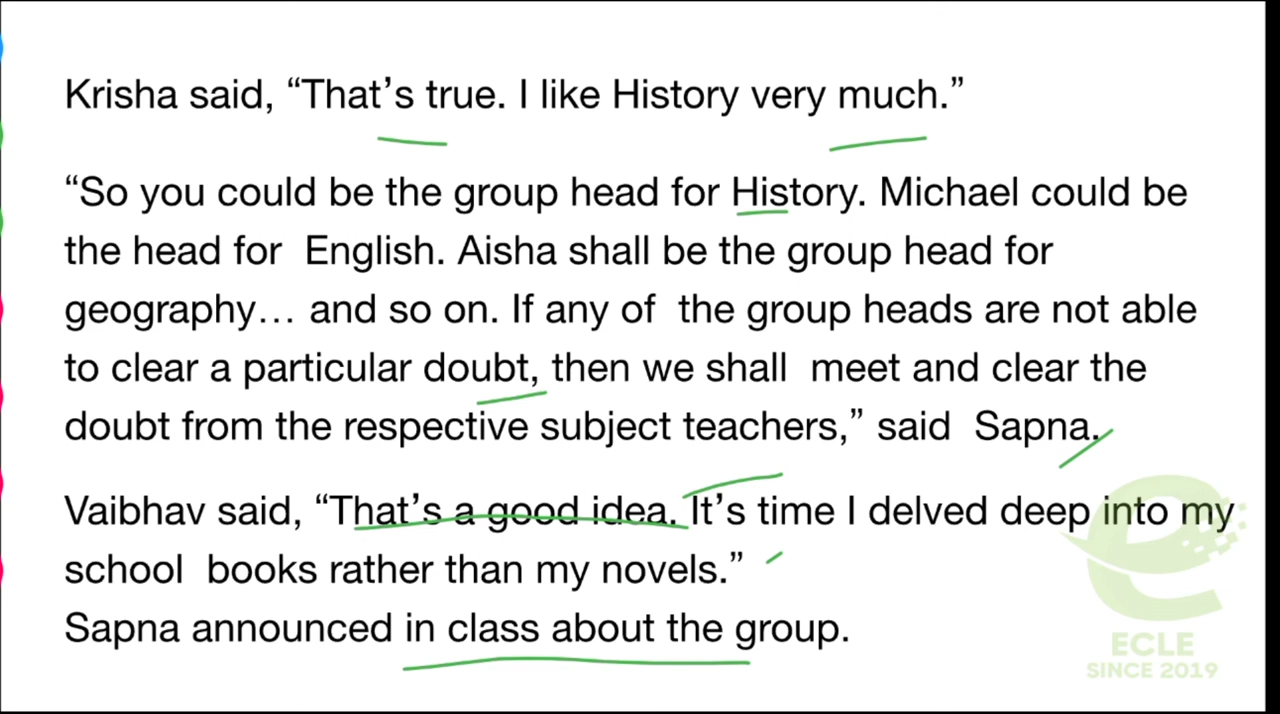 Krisha said, “That’s true. I like History very much.”
“So you could be the group head for History. Michael could be
the head for English. Aisha shall be the group head for
geography… and so on. If any of the group heads are not able
to clear a particular doubt, then we shall meet and clear the
doubt from the respective subject teachers,” said Sapna.
Vaibhav said, “That’s a good idea. It’s time I delved deep into my
school books rather than my novels.”
Sapna announced in class about the group.
ECLE
SINCE 2019